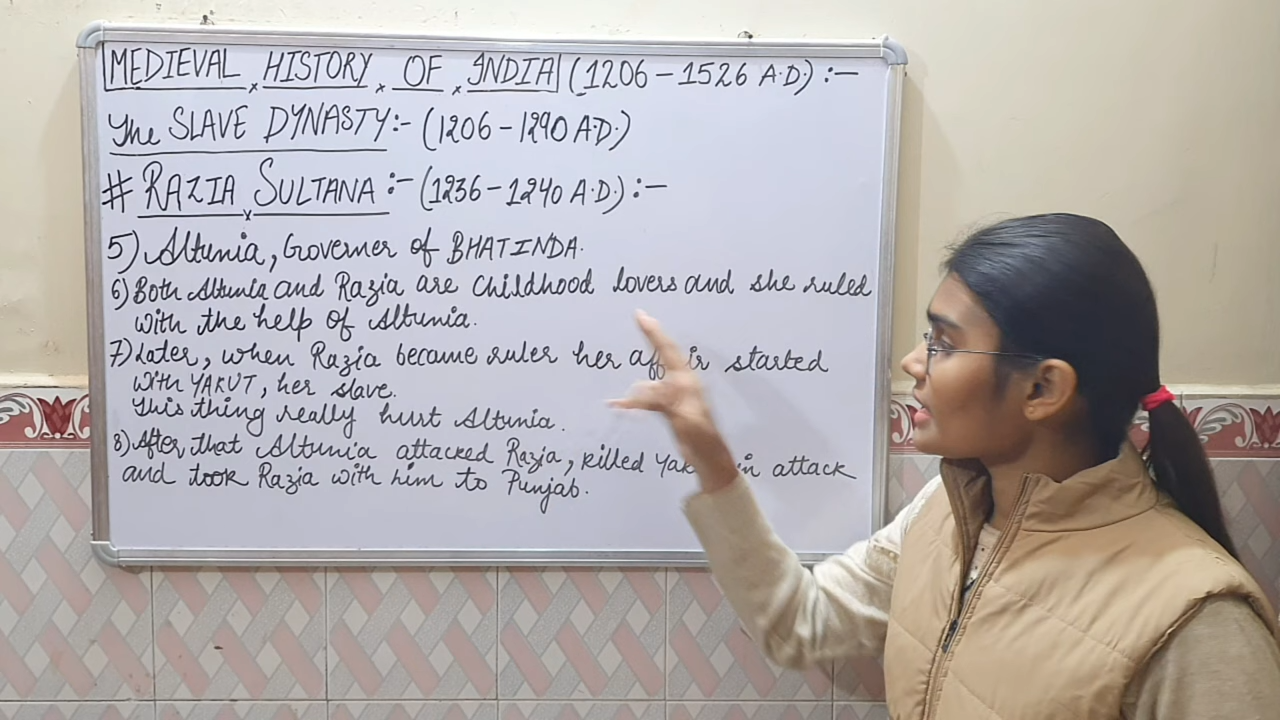 MEDIEVAL HISTORY OF INDIA (1206 - 1526 A.D.) :-
The SLAVE DYNASTY:- (1206 - 1290 A.D.)
# RAZIA SULTANA :- (1236 - 1240 A.D.) :-
5) Altunia, Governer of BHATINDA.
6) Both Altunia and Razia are childhood lovers and she ruled
with the help of Altunia.
7) Later, when Razia became ruler her started
with YAKUT, her slave.
This thing really hurt Altunia.
8) After, that Altunia attacked Razia, killed in attack
and took Razia with him to Punjab.